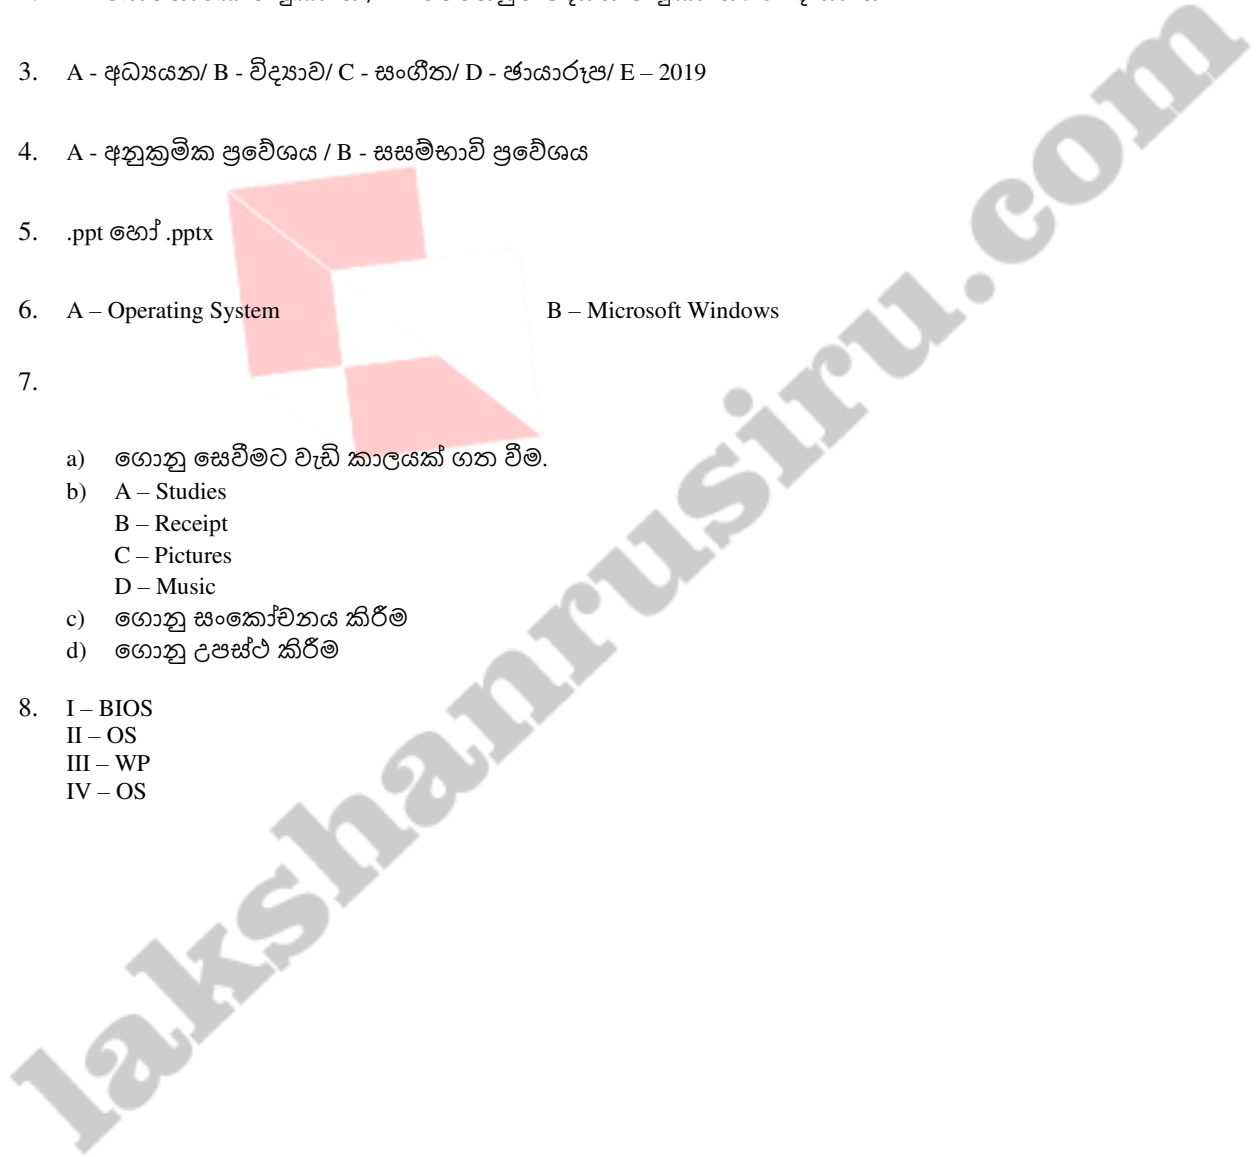 3. A - අධ්‍යයන/ B - විද්‍යාව/ C - සංගීත/ D - ඡායාරූප/ E – 2019
4. A - අනුක්‍රමික ප්‍රවේශය / B - සසම්භාවි ප්‍රවේශය
5. .ppt හෝ .pptx
6. A – Operating System B – Microsoft Windows
7.
a) ගොනු සෙවීමට වැඩි කාලයක් ගත වීම.
b) A – Studies
B – Receipt
C – Pictures
D – Music
c) ගොනු සංකෝචනය කිරීම
d) ගොනු උපස්ථ කිරීම
8. I – BIOS
II – OS
III – WP
IV – OS
lakshanrusiru.com